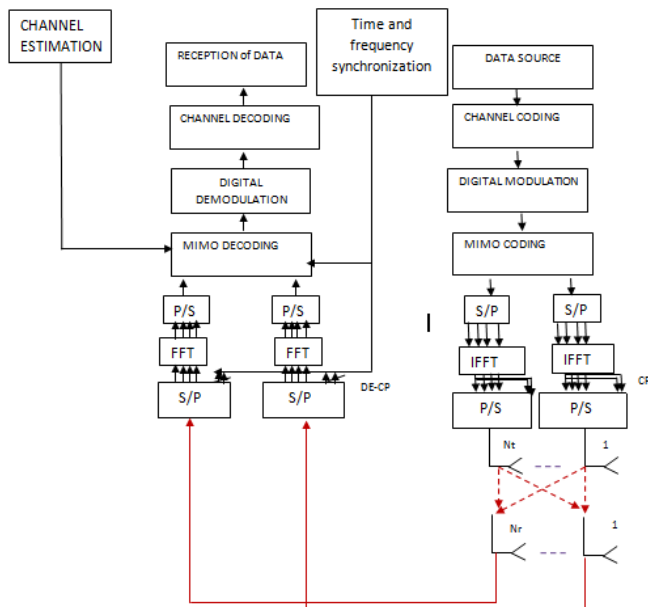 CHANNEL
ESTIMATION
Time and
frequency
synchronization
RECEPTION of DATA
DATA SOURCE
CHANNEL DECODING
CHANNEL CODING
DIGITAL
DEMODULATION
DIGITAL MODULATION
MIMO DECODING
MIMO CODING
P/S
P/S
S/P
S/P
FFT
FFT
IFFT
IFFT
DE-CP
CP
S/P
S/P
P/S
P/S
Nt
1
Nr
1